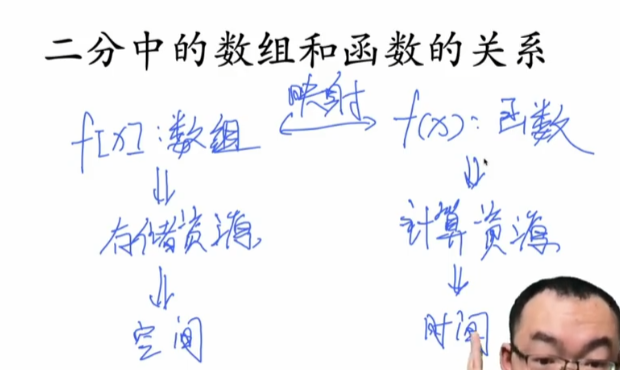 二分中的数组和函数的关系
f[x]:数组 映射 f(x):函数
存储资源 计算资源
空间 时间